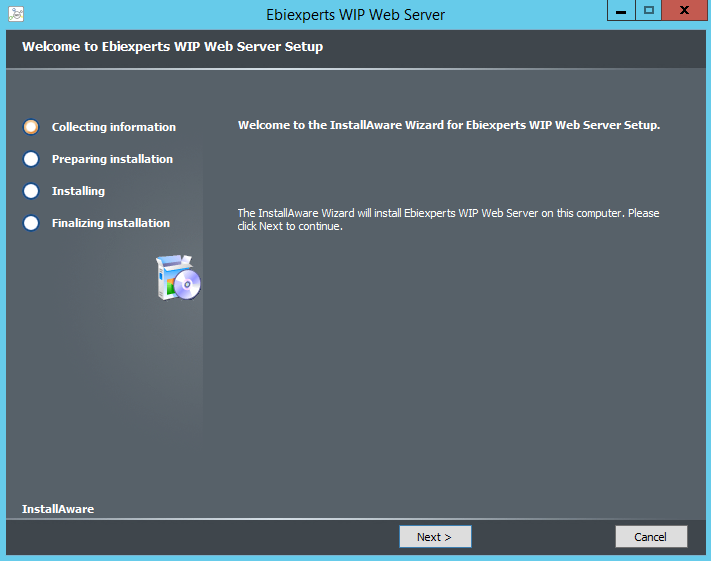 Ebiexperts WIP Web Server
Welcome to Ebiexperts WIP Web Server Setup
Collecting information
Preparing installation
Installing
Finalizing installation
Welcome to the InstallAware Wizard for Ebiexperts WIP Web Server Setup.
The InstallAware Wizard will install Ebiexperts WIP Web Server on this computer. Please
click Next to continue.
InstallAware
Next >
Cancel